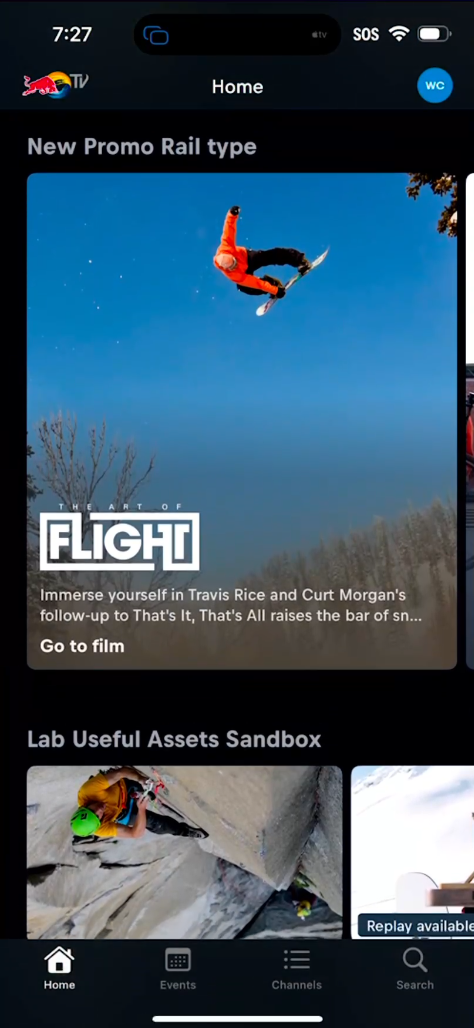 7:27
tv
SOS
TV
Home
WC
New Promo Rail type
THE ART OF
FLIGHT
Immerse yourself in Travis Rice and Curt Morgan's
follow-up to That's It, That's All raises the bar of sn...
Go to film
Lab Useful Assets Sandbox
Replay available
Home
Events
Channels
Search